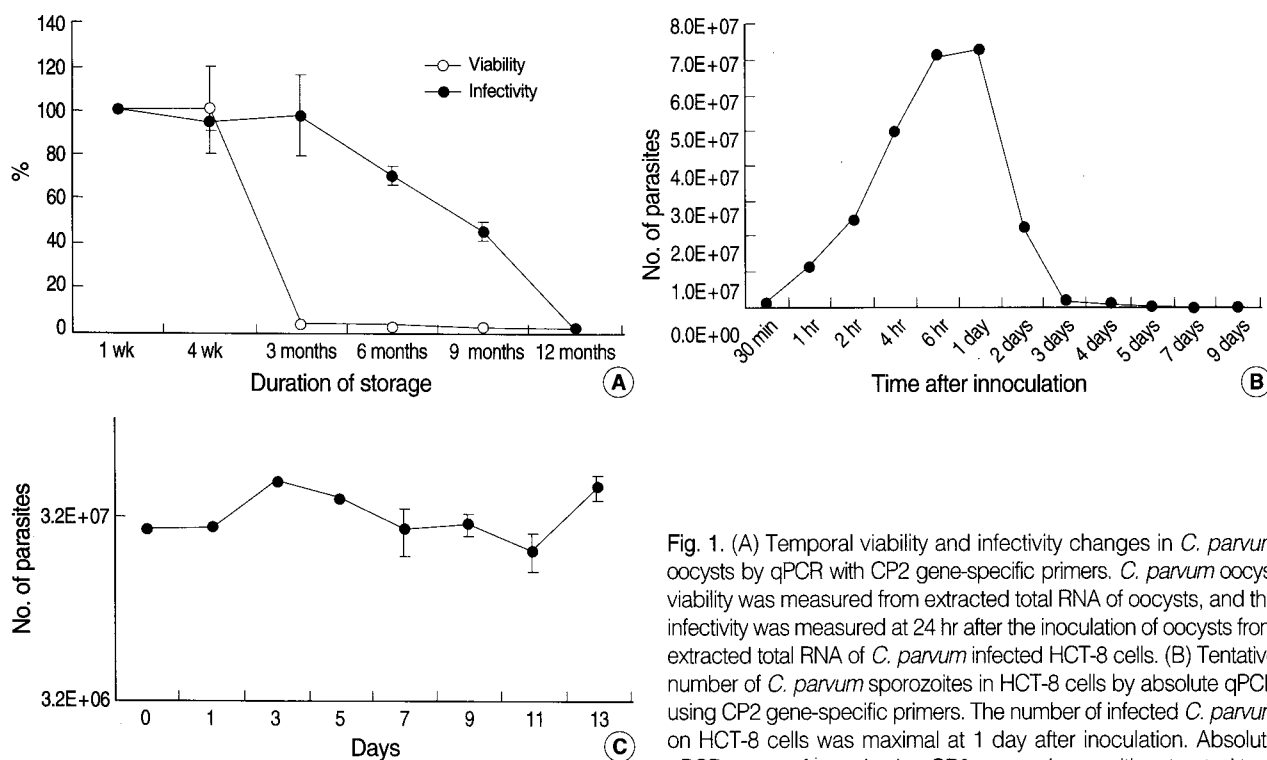 140
120
100
80
60
40
20
0
%
Viability
Infectivity
1 wk 4 wk 3 months 6 months 9 months 12 months
Duration of storage
A
8.0E+07
7.0E+07
6.0E+07
5.0E+07
4.0E+07
3.0E+07
2.0E+07
1.0E+07
0.0E+00
No. of parasites
30 min 1 hr 2 hr 4 hr 6 hr 1 day 2 days 3 days 4 days 5 days 7 days 9 days
Time after innoculation
B
3.2E+07
3.2E+06
No. of parasites
0 1 3 5 7 9 11 13
Days
C
Fig. 1. (A) Temporal viability and infectivity changes in C. parvum
oocysts by qPCR with CP2 gene-specific primers. C. parvum oocyst
viability was measured from extracted total RNA of oocysts, and the
infectivity was measured at 24 hr after the inoculation of oocysts from
extracted total RNA of C. parvum infected HCT-8 cells. (B) Tentative
number of C. parvum sporozoites in HCT-8 cells by absolute qPCR
using CP2 gene-specific primers. The number of infected C. parvum
on HCT-8 cells was maximal at 1 day after inoculation. Absolute